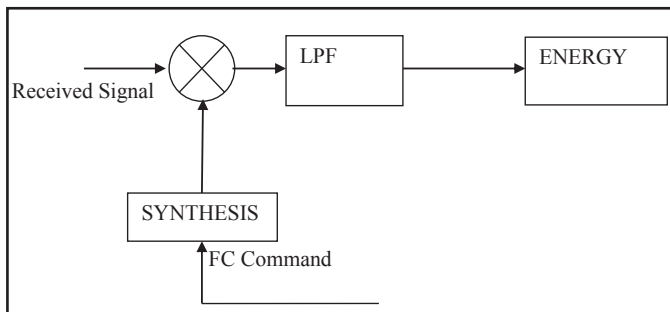 LPF
ENERGY
Received Signal
SYNTHESIS
FC Command